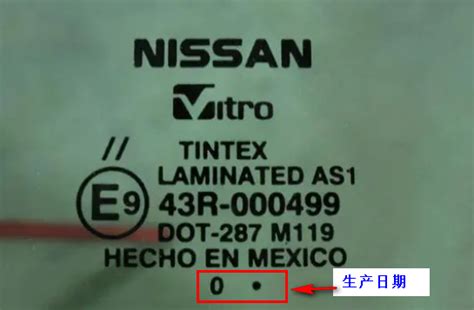 NISSAN
Vitro
//
TINTEX
LAMINATED AS1
E9
43R-000499
DOT-287 M119
HECHO EN MEXICO
0 •
生产日期